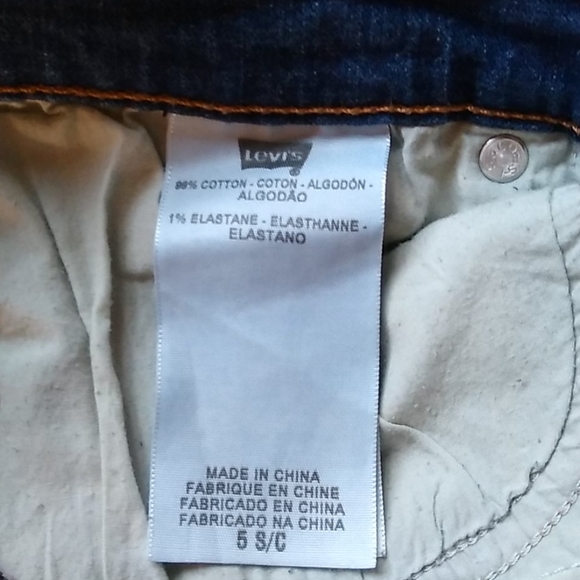 Levi's
®
99% COTTON - COTON - ALGODÓN -
ALGODÃO
1% ELASTANE - ELASTHANNE -
ELASTANO
MADE IN CHINA
FABRIQUE EN CHINE
FABRICADO EN CHINA
FABRICADO NA CHINA
5 S/C